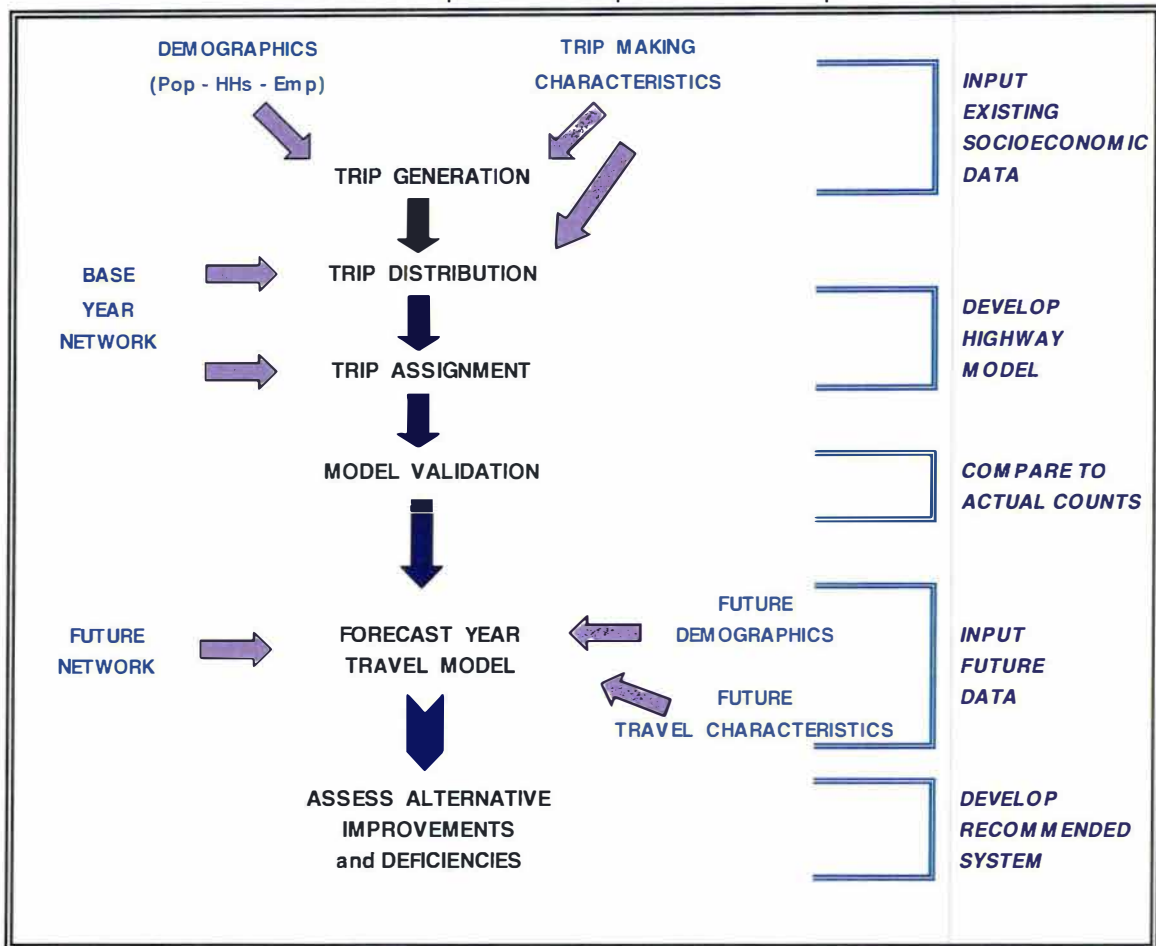 DEMOGRAPHICS
(Pop - HHs - Emp)
TRIP MAKING
CHARACTERISTICS
INPUT
EXISTING
SOCIOECONOMIC
DATA
TRIP GENERATION
BASE
YEAR
NETWORK
TRIP DISTRIBUTION
TRIP ASSIGNMENT
DEVELOP
HIGHWAY
MODEL
MODEL VALIDATION
COMPARE TO
ACTUAL COUNTS
FUTURE
NETWORK
FORECAST YEAR
TRAVEL MODEL
FUTURE
DEMOGRAPHICS
FUTURE
TRAVEL CHARACTERISTICS
INPUT
FUTURE
DATA
ASSESS ALTERNATIVE
IMPROVEMENTS
and DEFICIENCIES
DEVELOP
RECOMMENDED
SYSTEM